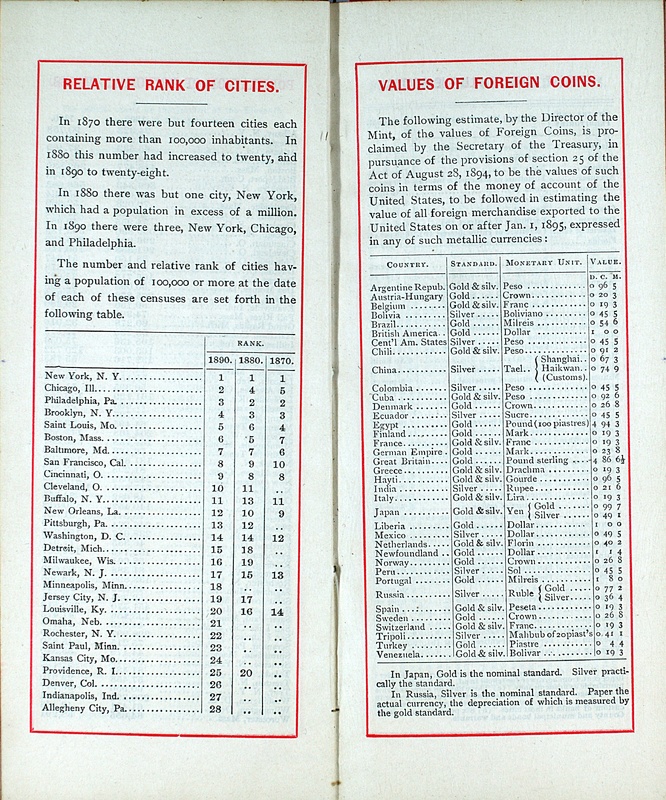 RELATIVE RANK OF CITIES.
In 1870 there were but fourteen cities each
containing more than 100,000 inhabitants. In
1880 this number had increased to twenty, and
in 1890 to twenty-eight.
In 1880 there was but one city, New York,
which had a population in excess of a million.
In 1890 there were three, New York, Chicago,
and Philadelphia.
The number and relative rank of cities hav-
ing a population of 100,000 or more at the date
of each of these censuses are set forth in the
following table.
RANK.
1890. 1880. 1870.
New York, N. Y. 1 1 1
Chicago, Ill. 2 4 5
Philadelphia, Pa. 3 2 2
Brooklyn, N. Y. 4 3 3
Saint Louis, Mo. 5 6 4
Boston, Mass. 6 5 7
Baltimore, Md. 7 7 6
San Francisco, Cal. 8 9 10
Cincinnati, O. 9 8 8
Cleveland, O. 10 11 ..
Buffalo, N. Y. 11 13 11
New Orleans, La. 12 10 9
Pittsburg, Pa. 13 12 ..
Washington, D. C. 14 14 12
Detroit, Mich. 15 18 ..
Milwaukee, Wis. 16 19 ..
Newark, N. J. 17 15 13
Minneapolis, Minn. 18 .. ..
Jersey City, N. J. 19 17 ..
Louisville, Ky. 20 16 14
Omaha, Neb. 21 .. ..
Rochester, N. Y. 22 .. ..
Saint Paul, Minn. 23 .. ..
Kansas City, Mo. 24 .. ..
Providence, R. I. 25 20 ..
Denver, Col. 26 .. ..
Indianapolis, Ind. 27 .. ..
Allegheny City, Pa. 28 .. ..
VALUES OF FOREIGN COINS.
The following estimate, by the Director of the
Mint, of the values of Foreign Coins, is pro-
claimed by the Secretary of the Treasury, in
pursuance of the provisions of section 25 of the
Act of August 28, 1894, to be the values of such
coins in terms of the money of account of the
United States, to be followed in estimating the
value of all foreign merchandise exported to the
United States on or after Jan. 1, 1895, expressed
in any of such metallic currencies:
COUNTRY. STANDARD. MONETARY UNIT. VALUE.
D. C. M.
Argentine Repub. Gold & silv. Peso 0 96 5
Austria-Hungary Gold Crown 0 20 3
Belgium Gold & silv. Franc 0 19 3
Bolivia Silver Boliviano 0 45 5
Brazil Gold Milreis 0 54 6
British America Gold Dollar 1 0 0
Cent'l Am. States Silver Peso 0 45 5
Chili Gold & silv. Peso 0 91 2
China Silver Tael { Shanghai 0 67 3
Haikwan 0 74 9
(Customs).
Colombia Silver Peso 0 45 5
Cuba Gold & silv. Peso 0 92 6
Denmark Gold Crown 0 26 8
Ecuador Silver Sucre 0 45 5
Egypt Gold Pound (100 piastres) 4 94 3
Finland Gold Mark 0 19 3
France Gold & silv. Franc 0 19 3
German Empire Gold Mark 0 23 8
Great Britain Gold Pound sterling 4 86 6½
Greece Gold & silv. Drachma 0 19 3
Hayti Gold & silv. Gourde 0 96 5
India Silver Rupee 0 21 6
Italy Gold & silv. Lira 0 19 3
Japan Gold & silv. Yen { Gold 0 99 7
Silver 0 49 1
Liberia Gold Dollar 1 0 0
Mexico Silver Dollar 0 49 5
Netherlands Gold & silv. Florin 0 40 2
Newfoundland Gold Dollar 1 1 4
Norway Gold Crown 0 26 8
Peru Silver Sol 0 45 5
Portugal Gold Milreis 1 8 0
Russia Silver Ruble { Gold 0 77 2
Silver 0 36 4
Spain Gold & silv. Peseta 0 19 3
Sweden Gold Crown 0 26 8
Switzerland Gold & silv. Franc 0 19 3
Tripoli Silver Mahbub of 20 piast's 0 41 1
Turkey Gold Piastre 0 4 4
Venezuela Gold & silv. Bolivar 0 19 3
In Japan, Gold is the nominal standard. Silver practi-
cally the standard.
In Russia, Silver is the nominal standard. Paper the
actual currency, the depreciation of which is measured by
the gold standard.